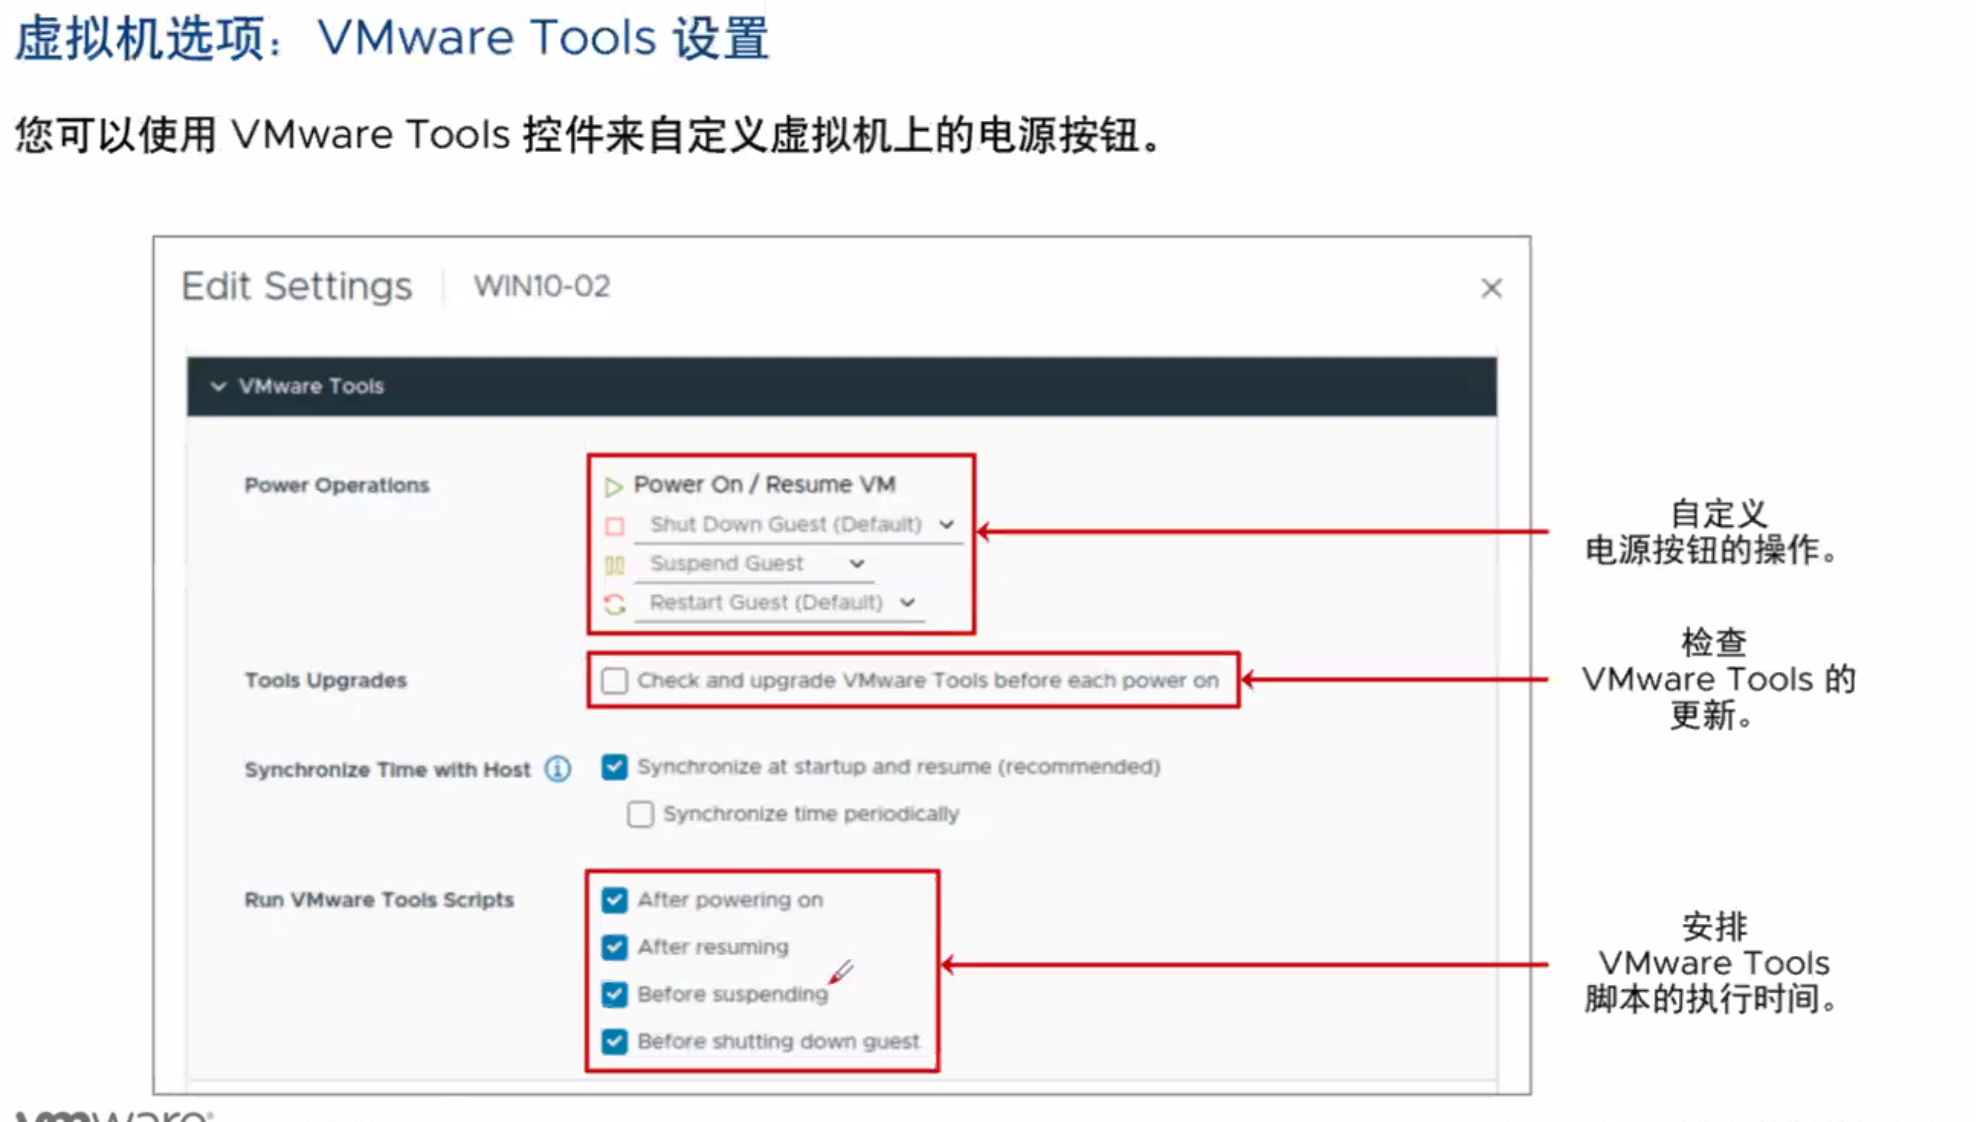 虚拟机选项： VMware Tools 设置
您可以使用 VMware Tools 控件来自定义虚拟机上的电源按钮。
Edit Settings WIN10-02
VMware Tools
Power Operations
Power On / Resume VM
Shut Down Guest (Default)
Suspend Guest
Restart Guest (Default)
自定义
电源按钮的操作。
Tools Upgrades
Check and upgrade VMware Tools before each power on
检查
VMware Tools 的
更新。
Synchronize Time with Host
Synchronize at startup and resume (recommended)
Synchronize time periodically
Run VMware Tools Scripts
After powering on
After resuming
Before suspending
Before shutting down guest
安排
VMware Tools
脚本的执行时间。
vmware®